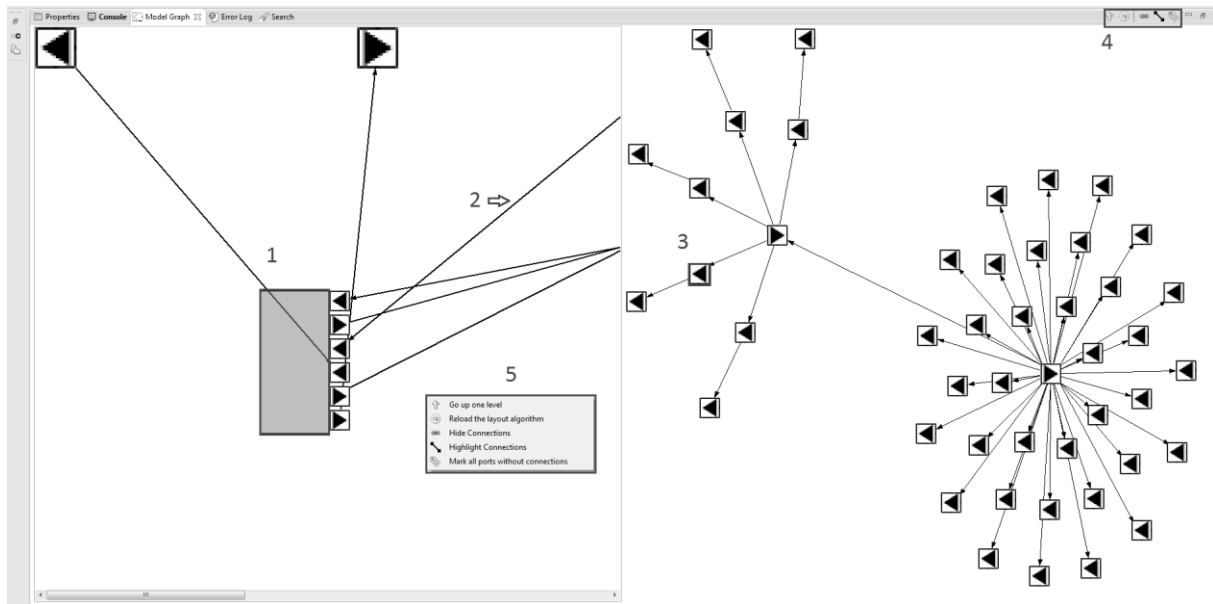 Properties Console Model Graph Error Log Search
4
2
1
3
5
Go up one level
Reload the layout algorithm
Hide Connections
Highlight Connections
Mark all ports without connections